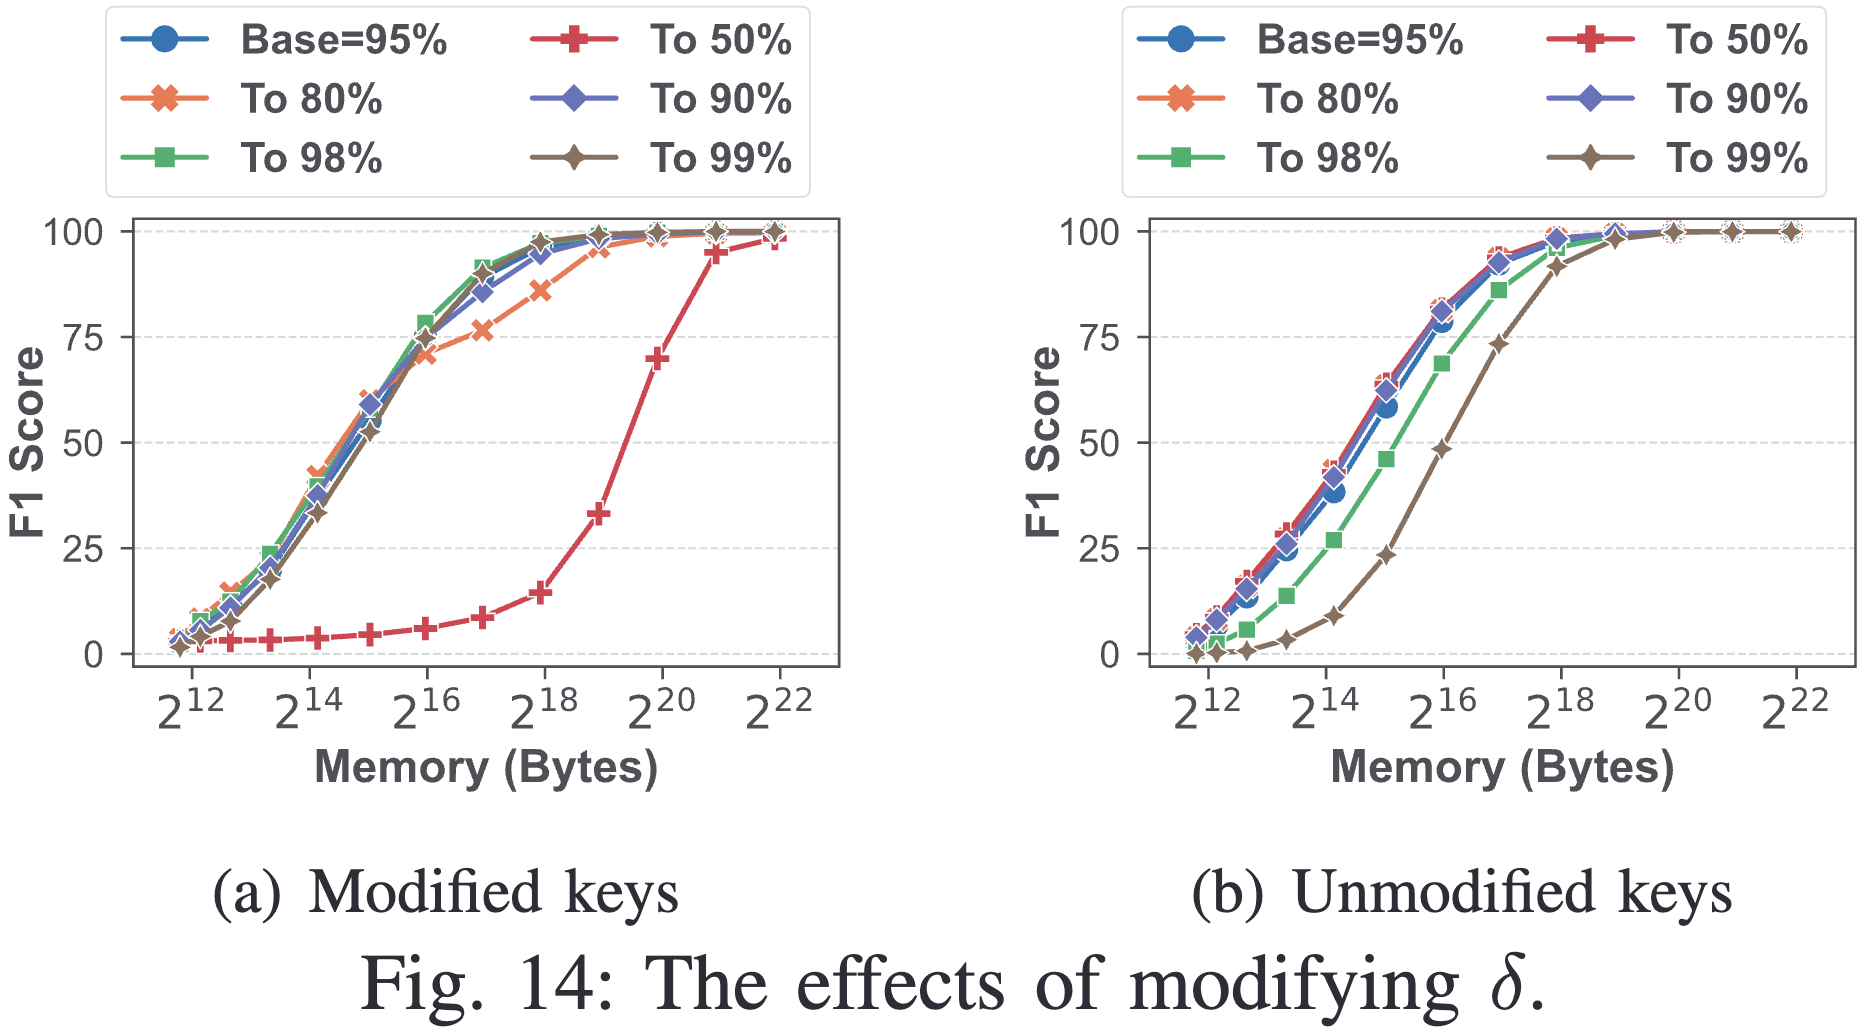 Base=95% To 50%
To 80% To 90%
To 98% To 99%
100
75
50
25
0
F1 Score
2^12 2^14 2^16 2^18 2^20 2^22
Memory (Bytes)
(a) Modified keys
Base=95% To 50%
To 80% To 90%
To 98% To 99%
100
75
50
25
0
F1 Score
2^12 2^14 2^16 2^18 2^20 2^22
Memory (Bytes)
(b) Unmodified keys
Fig. 14: The effects of modifying δ.